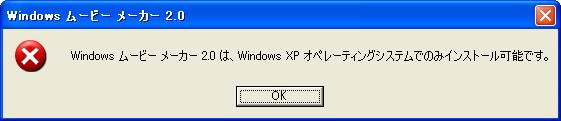 Windows ムービー メーカー 2.0
Windows ムービー メーカー 2.0 は、Windows XP オペレーティングシステムでのみインストール可能です。
OK